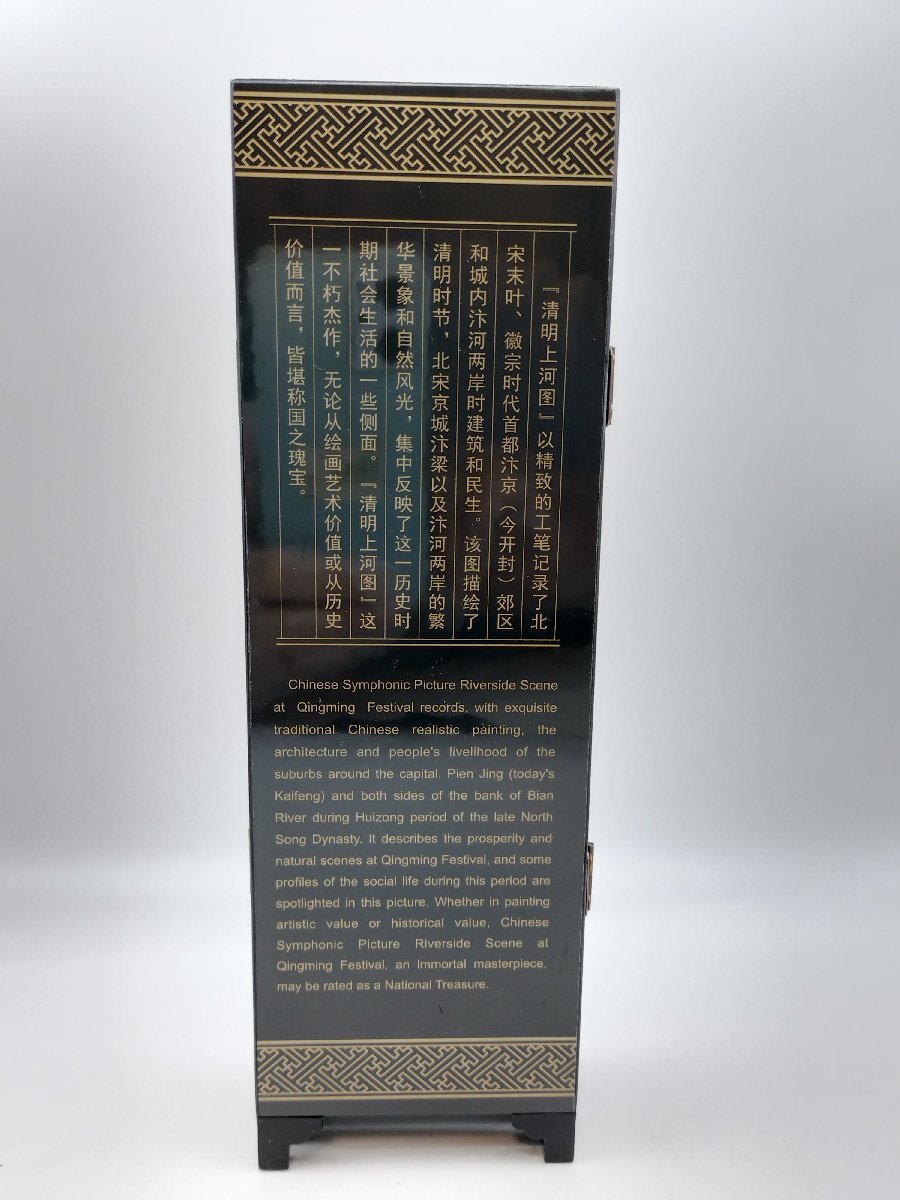 『清明上河图』以精致的工笔记录了北
宋末叶、徽宗时代首都汴京（今开封）郊区
和城内汴河两岸时建筑和民生。该图描绘了
清明时节，北宋京城汴梁以及汴河两岸的繁
华景象和自然风光，集中反映了这一历史时
期社会生活的一些侧面。『清明上河图』这
一不朽杰作，无论从绘画艺术价值或从历史
价值而言，皆堪称国之瑰宝。
Chinese Symphonic Picture Riverside Scene
at Qingming Festival records, with exquisite
traditional Chinese realistic painting, the
architecture and people's livelihood of the
suburbs around the capital, Pien Jing (today's
Kaifeng) and both sides of the bank of Bian
River during Huizong period of the late North
Song Dynasty. It describes the prosperity and
natural scenes at Qingming Festival, and some
profiles of the social life during this period are
spotlighted in this picture. Whether in painting
artistic value or historical value, Chinese
Symphonic Picture Riverside Scene at
Qingming Festival, an Immortal masterpiece,
may be rated as a National Treasure.